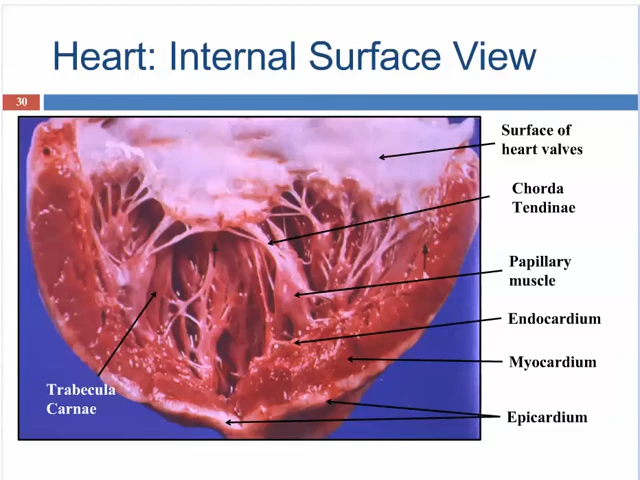 Heart: Internal Surface View
30
Surface of
heart valves
Chorda
Tendinae
Papillary
muscle
Endocardium
Myocardium
Trabecula
Carnae
Epicardium